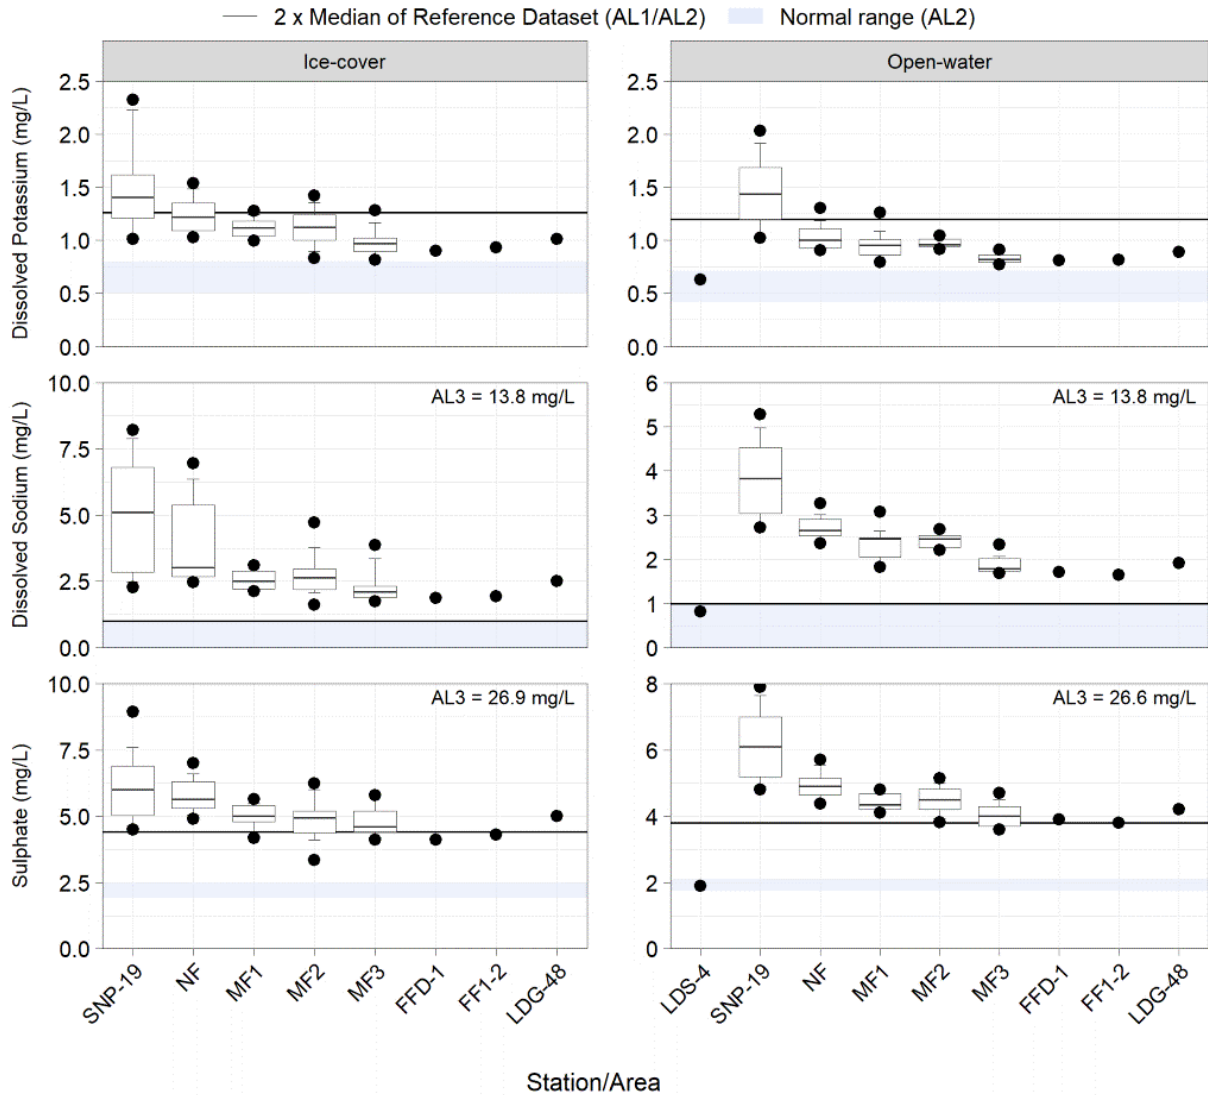 2 x Median of Reference Dataset (AL1/AL2) Normal range (AL2)
Ice-cover Open-water
Dissolved Potassium (mg/L)
2.5
2.0
1.5
1.0
0.5
0.0
2.5
2.0
1.5
1.0
0.5
0.0
Dissolved Sodium (mg/L)
10.0
7.5
5.0
2.5
0.0
AL3 = 13.8 mg/L
6
5
4
3
2
1
0
AL3 = 13.8 mg/L
Sulphate (mg/L)
10.0
7.5
5.0
2.5
0.0
AL3 = 26.9 mg/L
8
6
4
2
0
AL3 = 26.6 mg/L
SNP-19 NF MF1 MF2 MF3 FFD-1 FF1-2 LDG-48
LDS-4 SNP-19 NF MF1 MF2 MF3 FFD-1 FF1-2 LDG-48
Station/Area